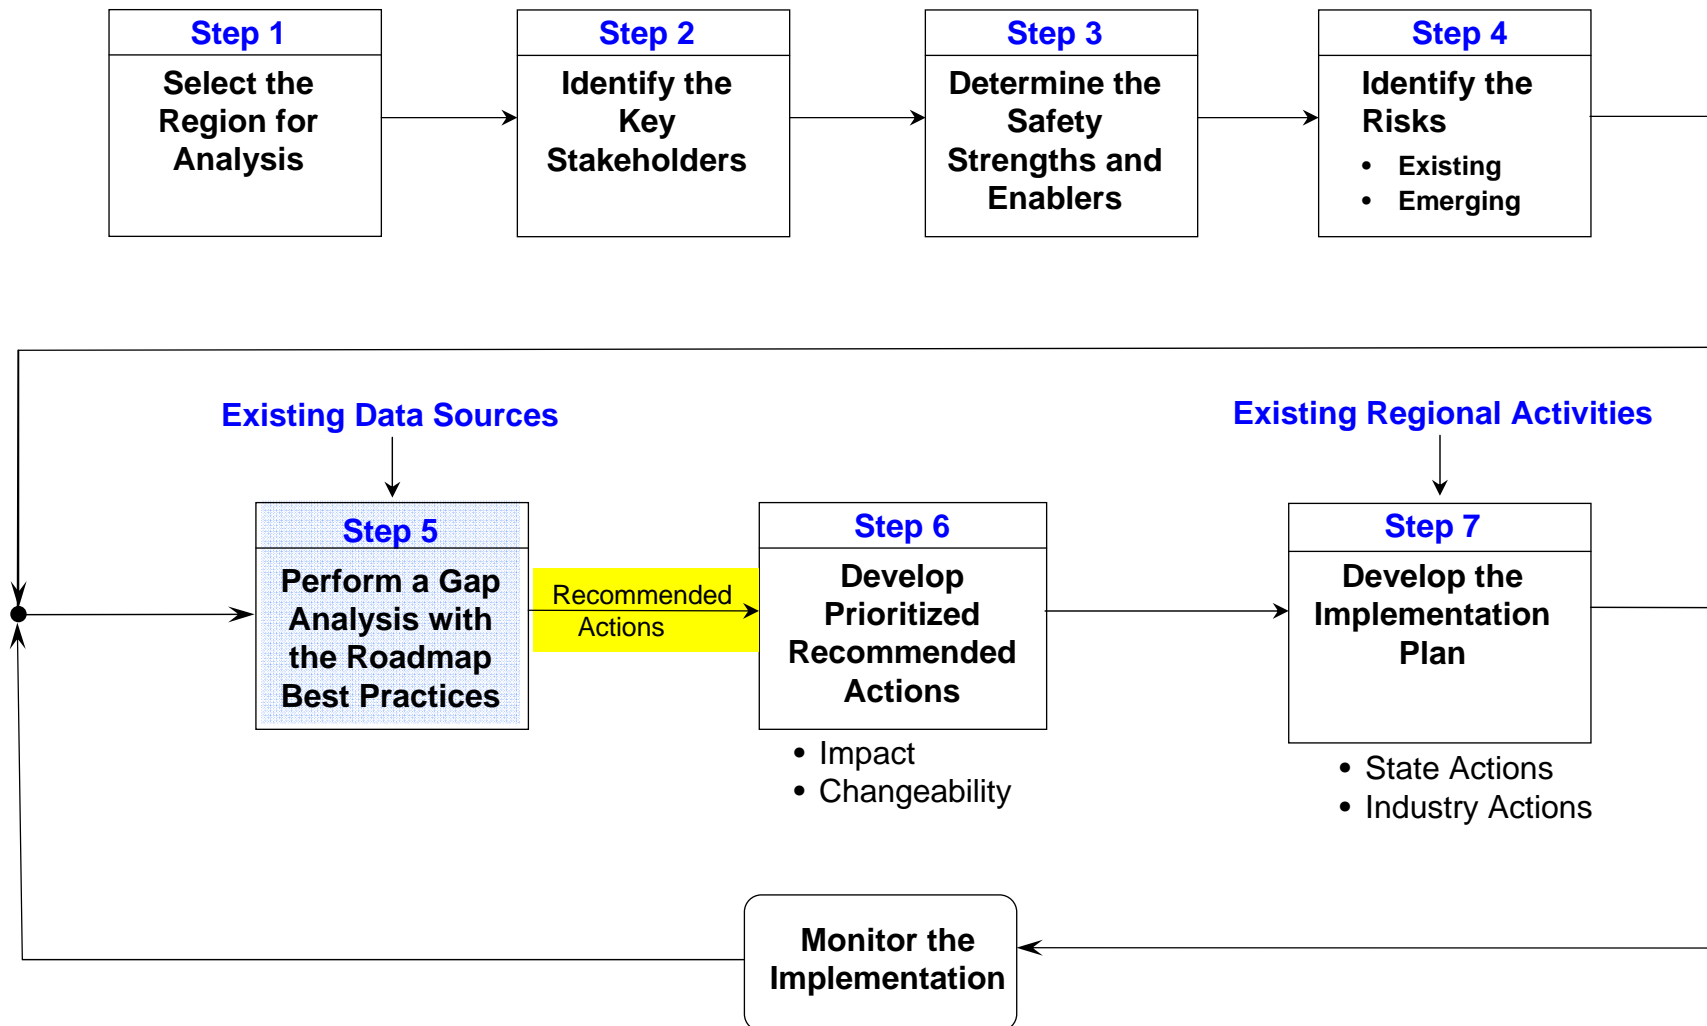 Step 1
Select the
Region for
Analysis
Step 2
Identify the
Key
Stakeholders
Step 3
Determine the
Safety
Strengths and
Enablers
Step 4
Identify the
Risks
• Existing
• Emerging
Existing Data Sources
Existing Regional Activities
Step 5
Perform a Gap
Analysis with
the Roadmap
Best Practices
Recommended
Actions
Step 6
Develop
Prioritized
Recommended
Actions
• Impact
• Changeability
Step 7
Develop the
Implementation
Plan
• State Actions
• Industry Actions
Monitor the
Implementation